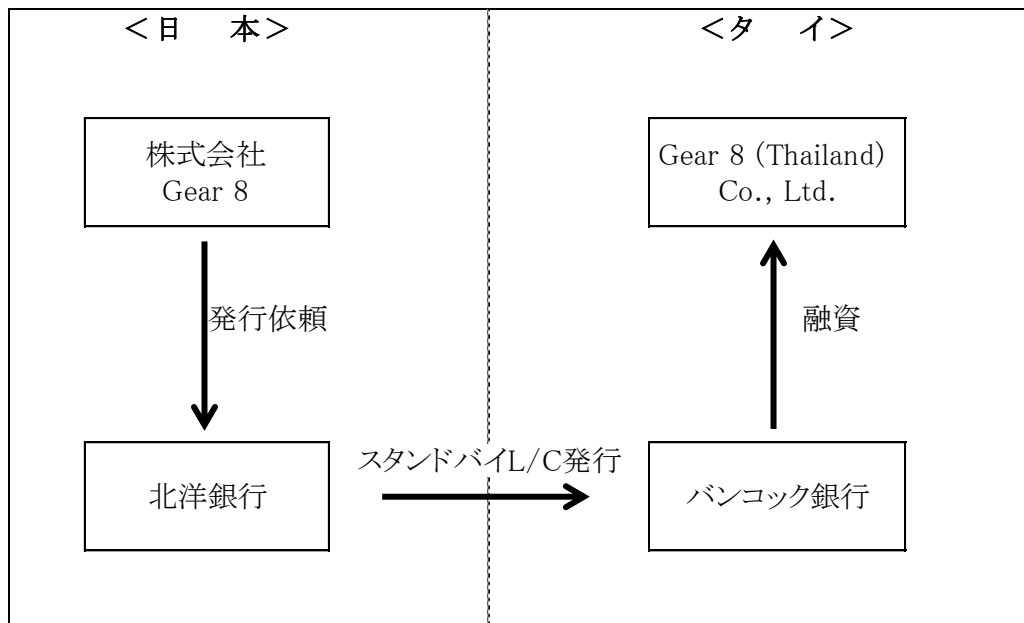 ＜日　本＞
＜タ　イ＞
株式会社
Gear 8
Gear 8 (Thailand)
Co., Ltd.
発行依頼
融資
スタンドバイL/C発行
北洋銀行
バンコック銀行